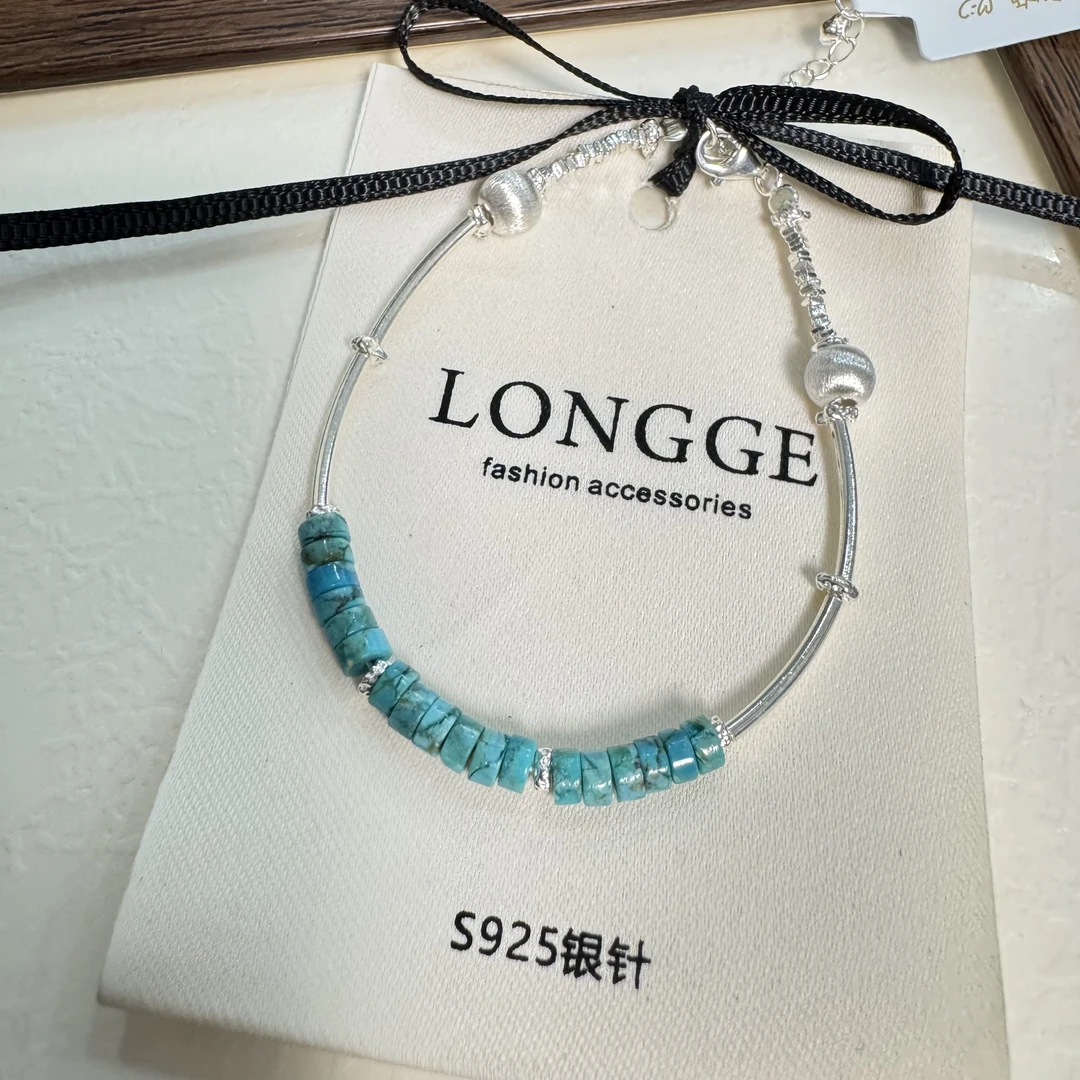 LONGGE
fashion accessories
S925银针